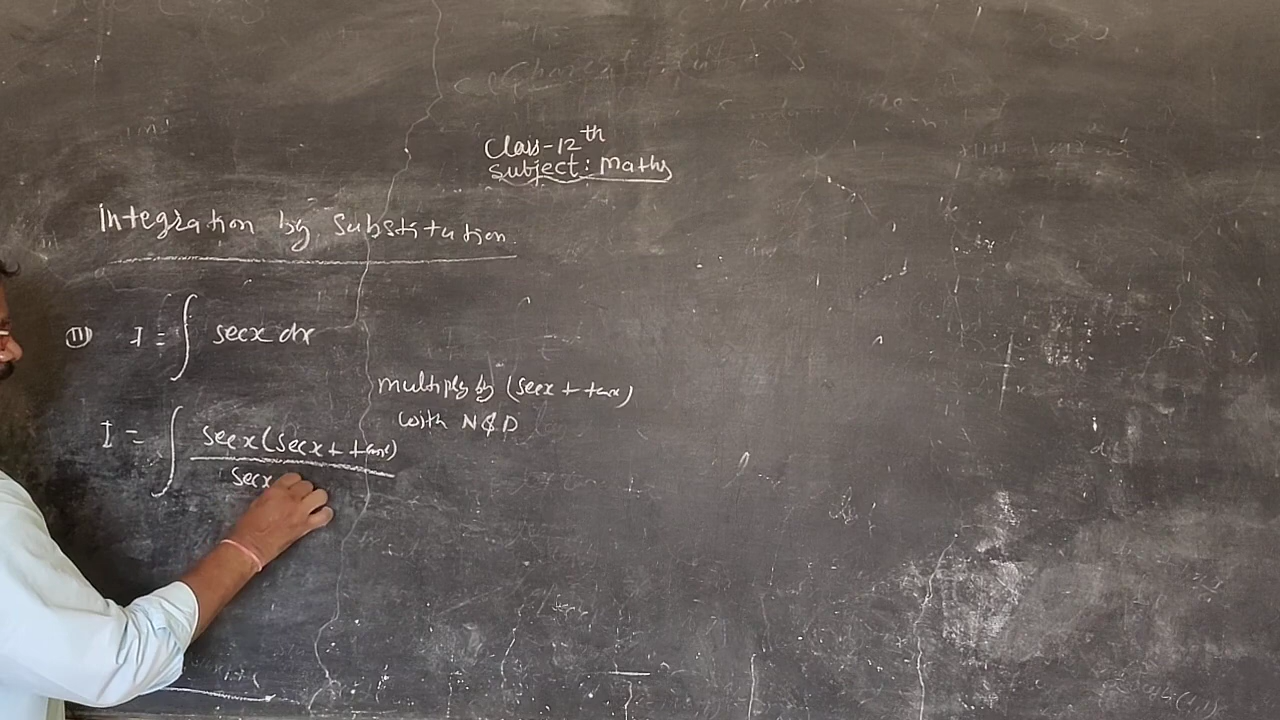 Class-12th
subject: maths
Integration by Substitution.
(11) I = ∫ secx dx
multiply by (secx + tanx)
with N & D
I = ∫ secx(secx + tanx)
secx